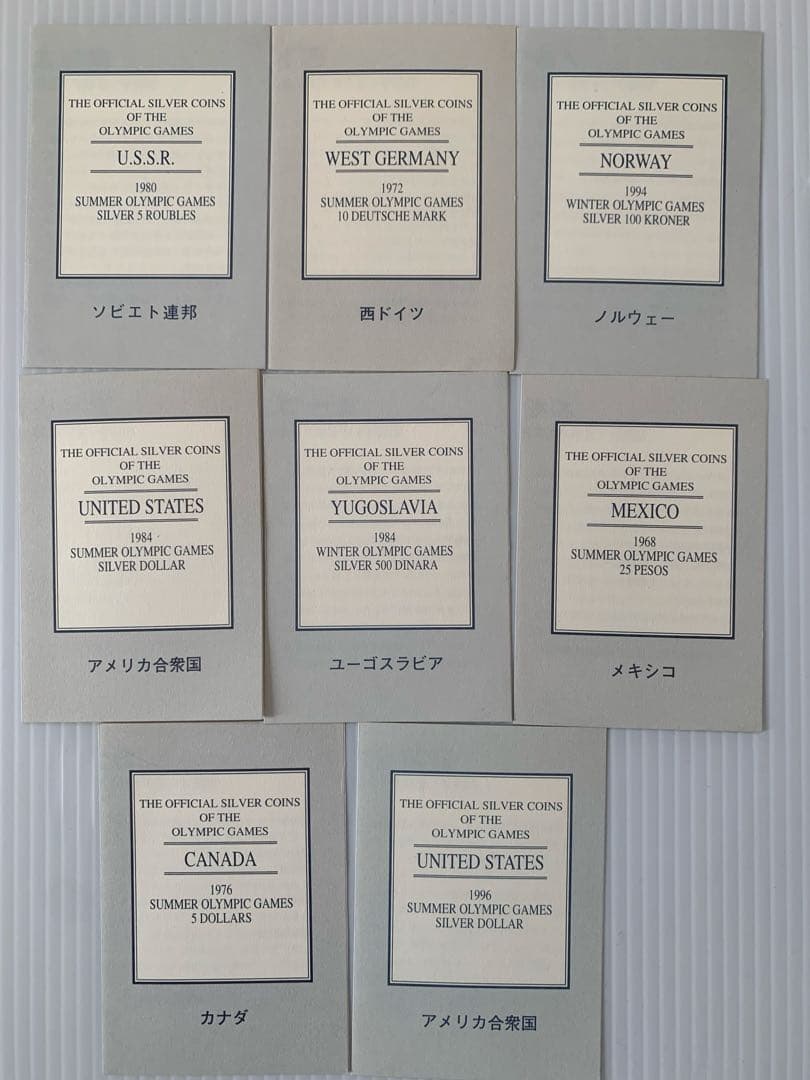 THE OFFICIAL SILVER COINS
OF THE
OLYMPIC GAMES
U.S.S.R.
1980
SUMMER OLYMPIC GAMES
SILVER 5 ROUBLES
ソビエト連邦
THE OFFICIAL SILVER COINS
OF THE
OLYMPIC GAMES
WEST GERMANY
1972
SUMMER OLYMPIC GAMES
10 DEUTSCHE MARK
西ドイツ
THE OFFICIAL SILVER COINS
OF THE
OLYMPIC GAMES
NORWAY
1994
WINTER OLYMPIC GAMES
SILVER 100 KRONER
ノルウェー
THE OFFICIAL SILVER COINS
OF THE
OLYMPIC GAMES
UNITED STATES
1984
SUMMER OLYMPIC GAMES
SILVER DOLLAR
アメリカ合衆国
THE OFFICIAL SILVER COINS
OF THE
OLYMPIC GAMES
YUGOSLAVIA
1984
WINTER OLYMPIC GAMES
SILVER 500 DINARA
ユーゴスラビア
THE OFFICIAL SILVER COINS
OF THE
OLYMPIC GAMES
MEXICO
1968
SUMMER OLYMPIC GAMES
25 PESOS
メキシコ
THE OFFICIAL SILVER COINS
OF THE
OLYMPIC GAMES
CANADA
1976
SUMMER OLYMPIC GAMES
5 DOLLARS
カナダ
THE OFFICIAL SILVER COINS
OF THE
OLYMPIC GAMES
UNITED STATES
1996
SUMMER OLYMPIC GAMES
SILVER DOLLAR
アメリカ合衆国